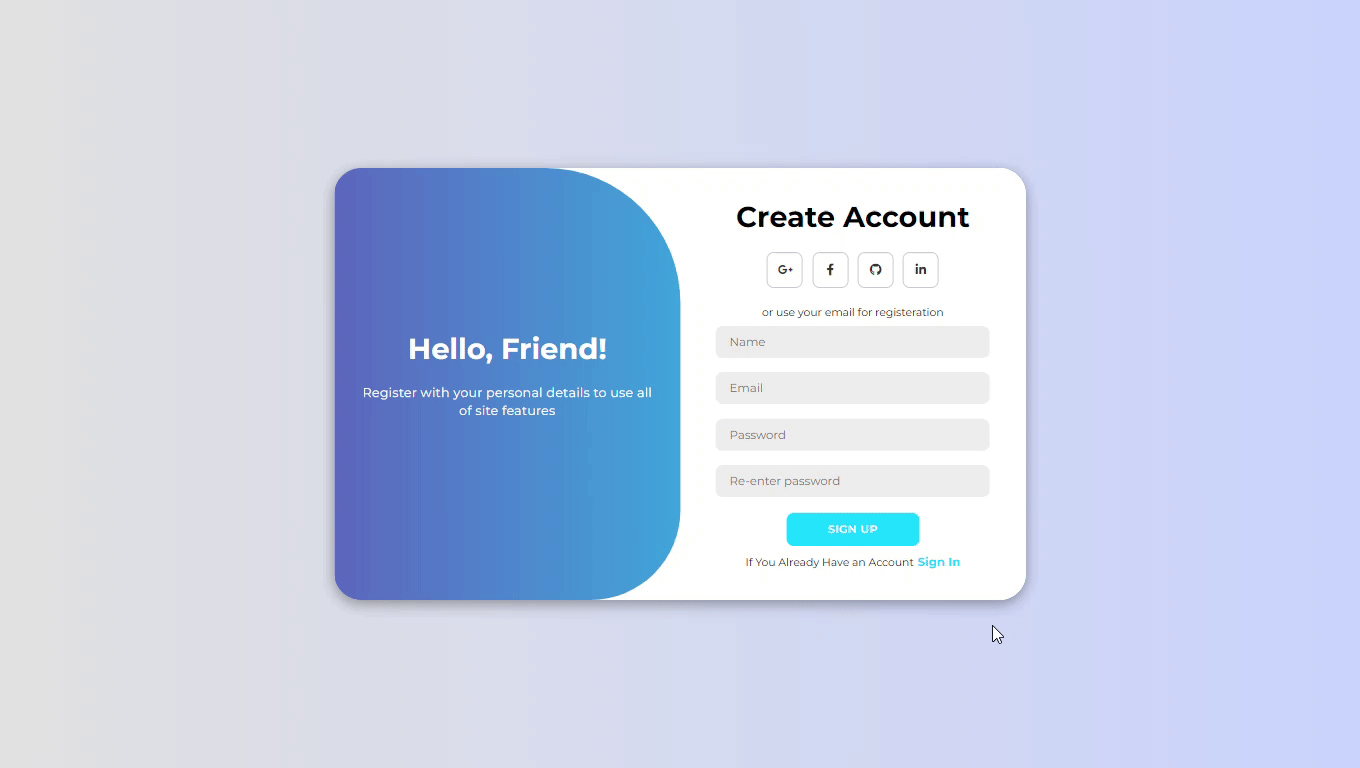 Hello, Friend!
Register with your personal details to use all
of site features
Create Account
G+
f
in
or use your email for registeration
Name
Email
Password
Re-enter password
SIGN UP
If You Already Have an Account Sign In